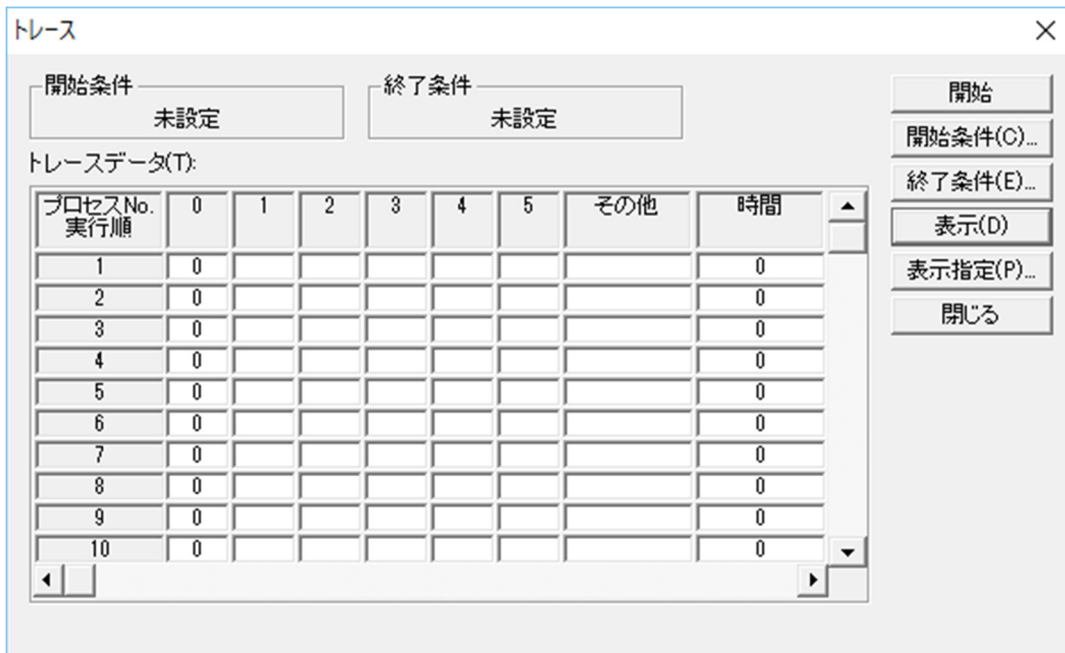 トレース
開始条件
未設定
終了条件
未設定
トレースデータ(T):
プロセスNo. 0 1 2 3 4 5 その他 時間
実行順
1 0 0
2 0 0
3 0 0
4 0 0
5 0 0
6 0 0
7 0 0
8 0 0
9 0 0
10 0 0
開始
開始条件(C)...
終了条件(E)...
表示(D)
表示指定(P)...
閉じる